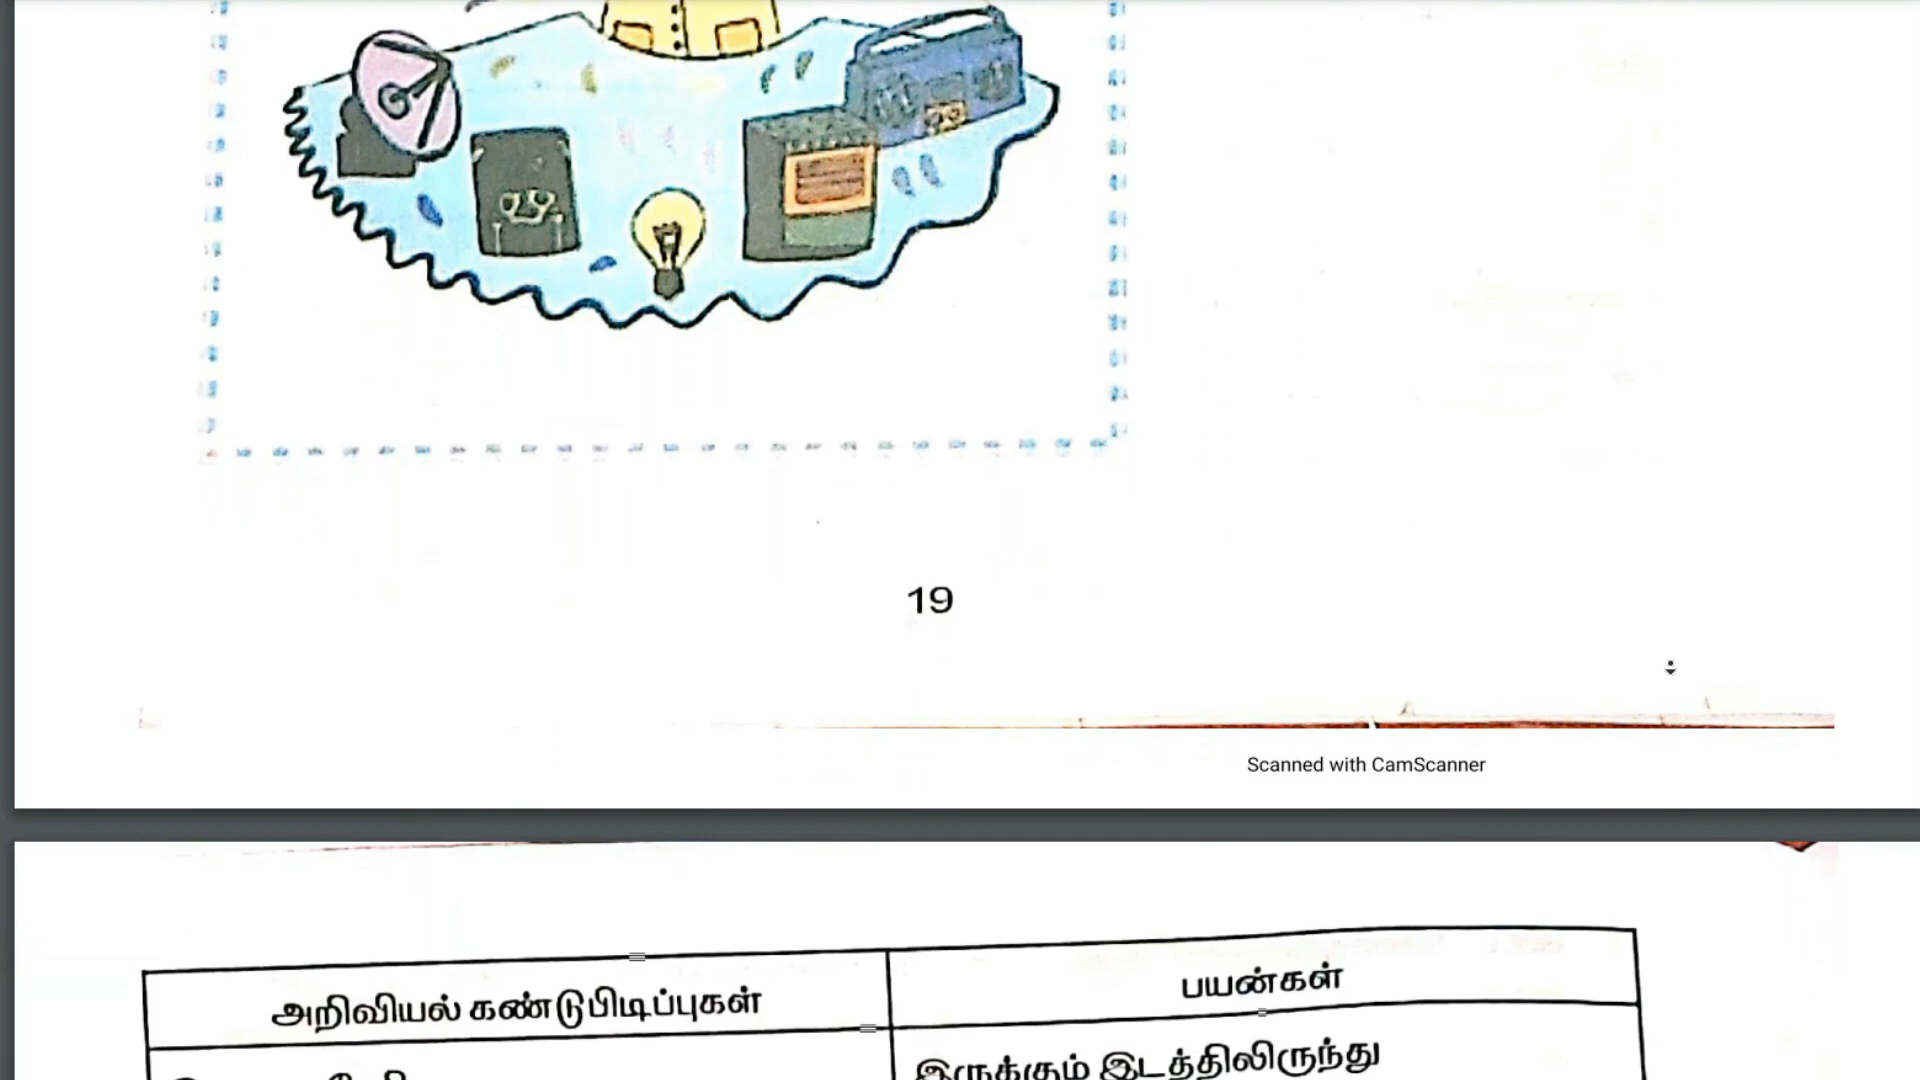 19
Scanned with CamScanner
அறிவியல் கண்டுபிடிப்புகள்
பயன்கள்
இருக்கும் இடத்திலிருந்து